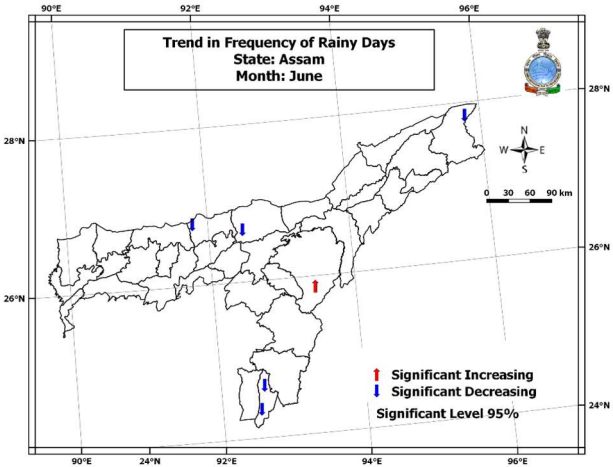 90°E 92°E 94°E 96°E
Trend in Frequency of Rainy Days
State: Assam
Month: June
28°N
28°N
N
W E
S
0 30 60 90 km
26°N
26°N
Significant Increasing
Significant Decreasing
Significant Level 95%
24°N
90°E 24°N 92°E 94°E 96°E